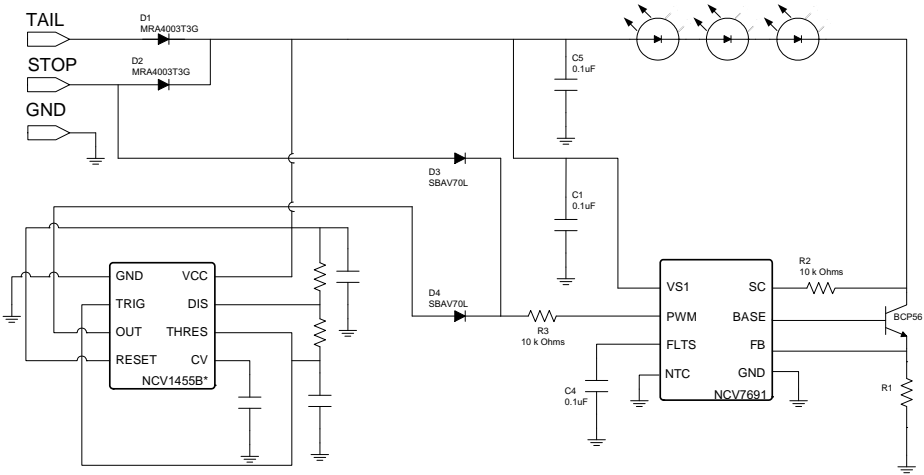 TAIL
D1
MRA4003T3G
STOP
D2
MRA4003T3G
GND
C5
0.1uF
D3
SBAV70L
C1
0.1uF
GND
VCC
TRIG
DIS
OUT
THRES
RESET
CV
NCV1455B*
D4
SBAV70L
R3
10 k Ohms
VS1
SC
PWM
BASE
FLTS
FB
NTC
GND
NCV7691
R2
10 k Ohms
BCP56
C4
0.1uF
R1